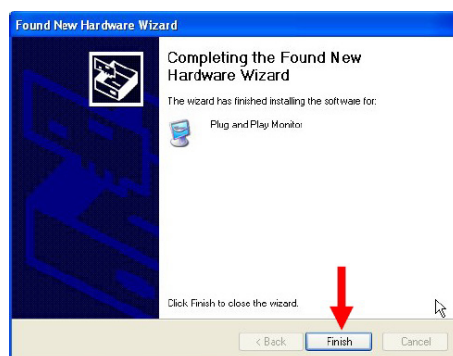 Found New Hardware Wizard
Completing the Found New
Hardware Wizard
The wizard has finished installing the software for:
Plug and Play Monitor
Click Finish to close the wizard.
< Back
Finish
Cancel